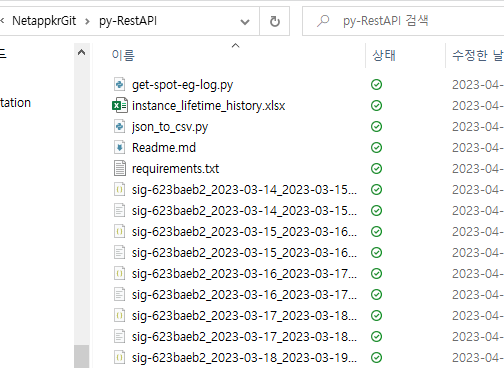 NetappkrGit > py-RestAPI
py-RestAPI 검색
이름 상태 수정한 날
get-spot-eg-log.py 2023-04-
instance_lifetime_history.xlsx 2023-04-
tation json_to_csv.py 2023-04-
Readme.md 2023-04-
requirements.txt 2023-04-
sig-623baeb2_2023-03-14_2023-03-15... 2023-04-
sig-623baeb2_2023-03-14_2023-03-15... 2023-04-
sig-623baeb2_2023-03-15_2023-03-16... 2023-04-
sig-623baeb2_2023-03-15_2023-03-16... 2023-04-
sig-623baeb2_2023-03-16_2023-03-17... 2023-04-
sig-623baeb2_2023-03-16_2023-03-17... 2023-04-
sig-623baeb2_2023-03-17_2023-03-18... 2023-04-
sig-623baeb2_2023-03-17_2023-03-18... 2023-04-
sig-623baeb2_2023-03-18_2023-03-19... 2023-04-